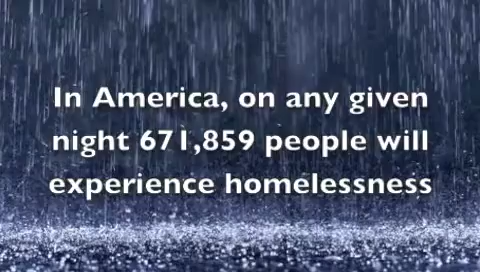 In America, on any given
night 671,859 people will
experience homelessness